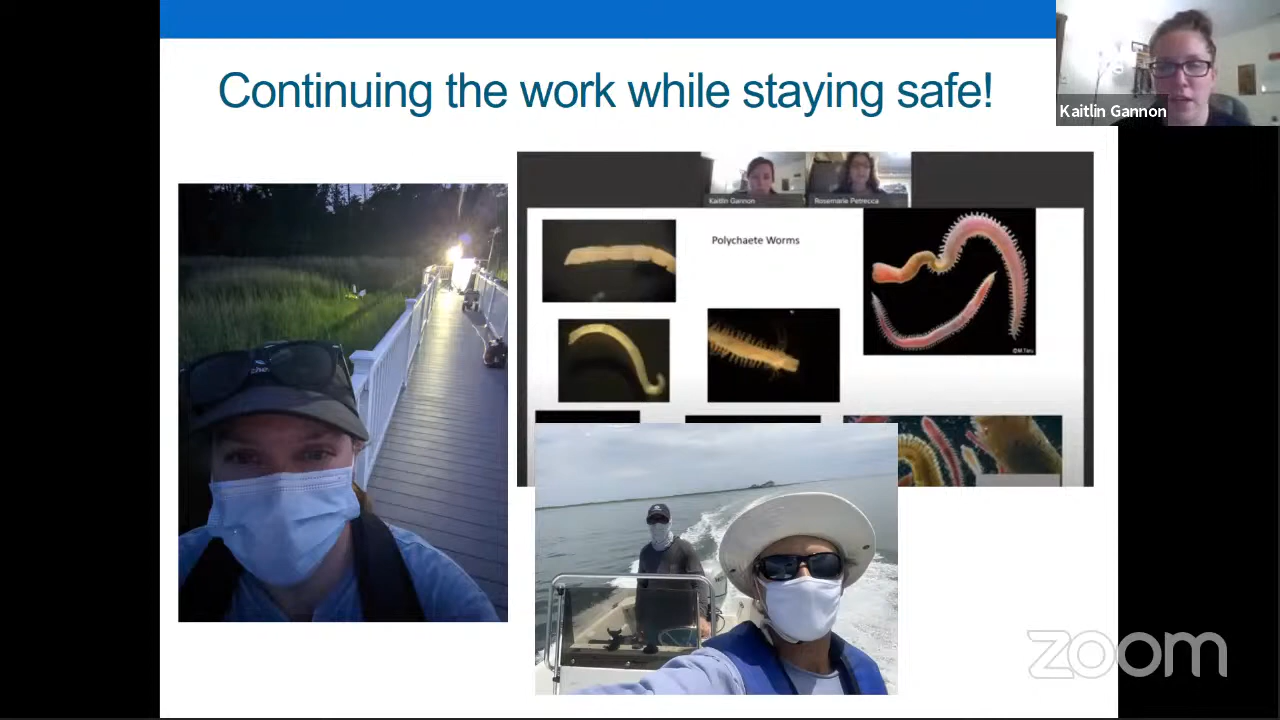 Continuing the work while staying safe!
Kaitlin Gannon
Kaitlin Gannon
Rosemarie Petrecca
Polychaete Worms
zoom